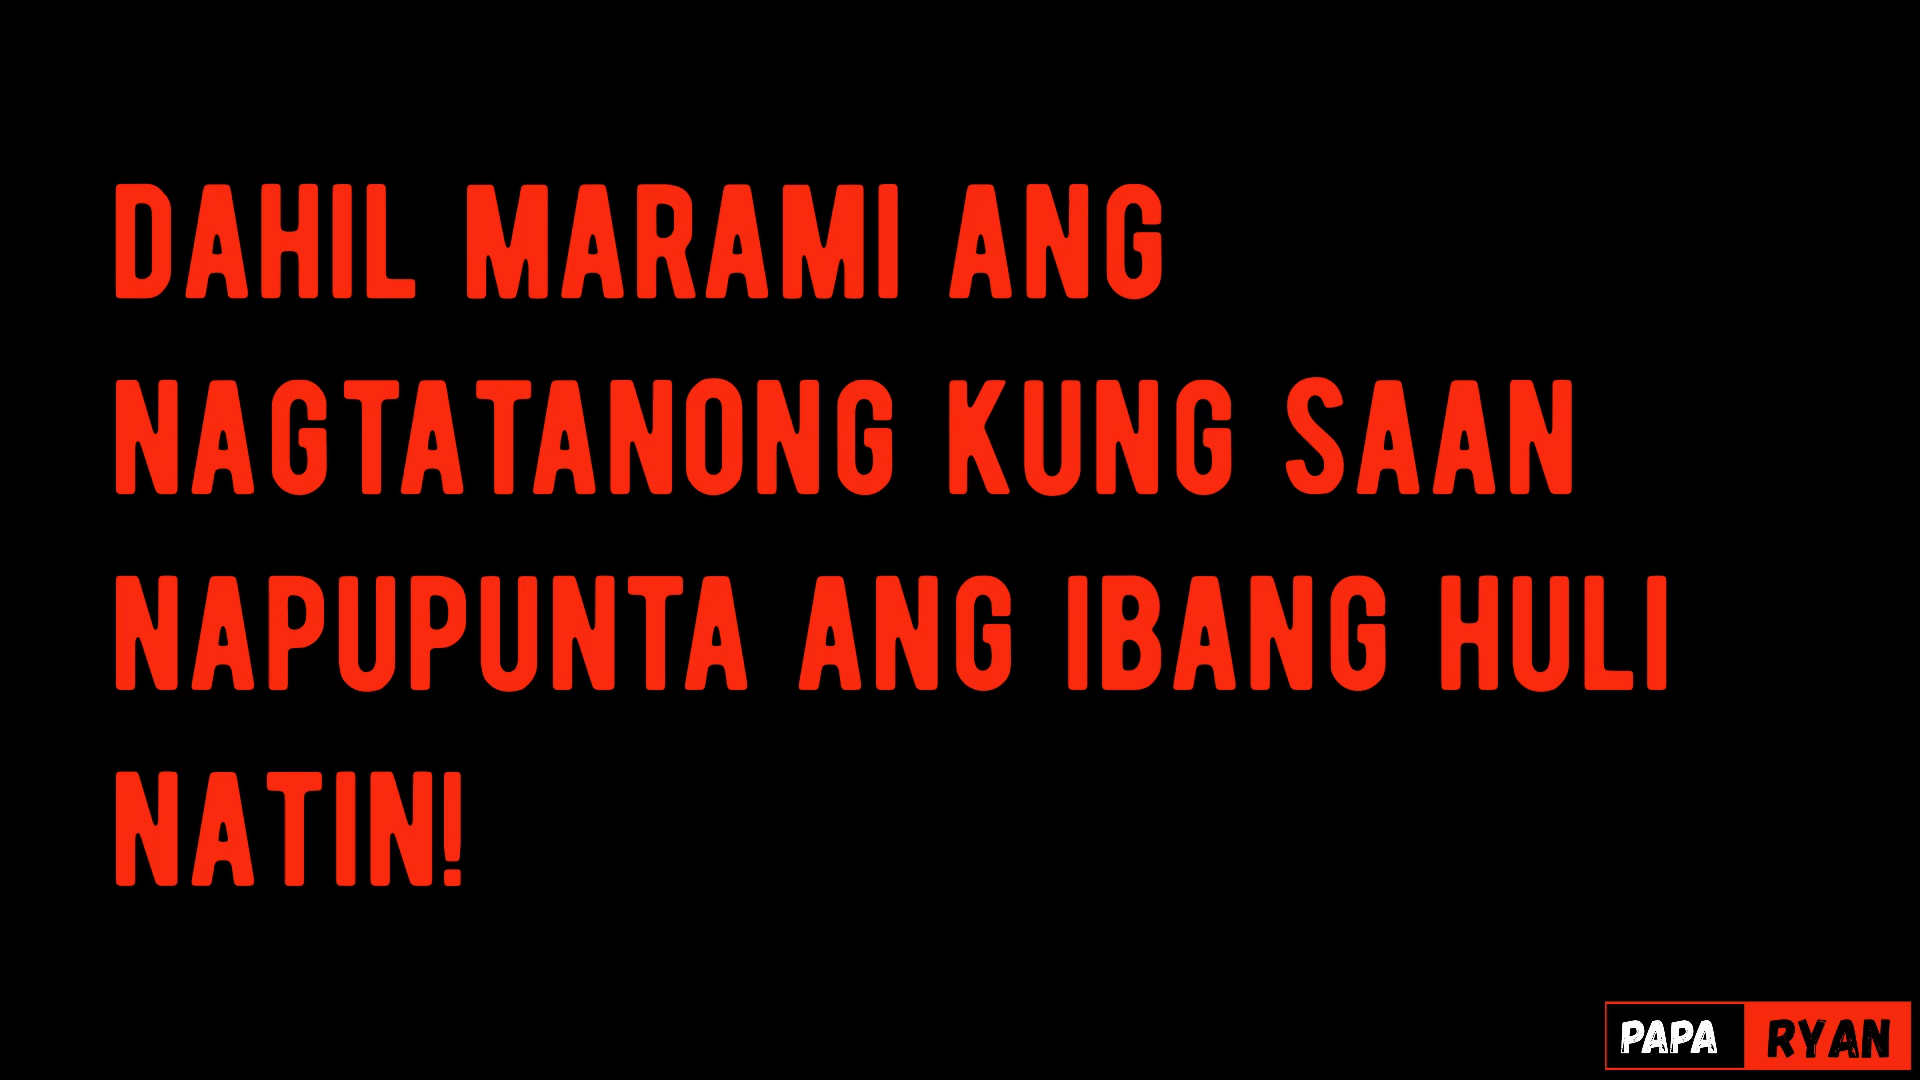 DAHIL MARAMI ANG
NAGTATANONG KUNG SAAN
NAPUPUNTA ANG IBANG HULI
NATIN!
PAPA RYAN